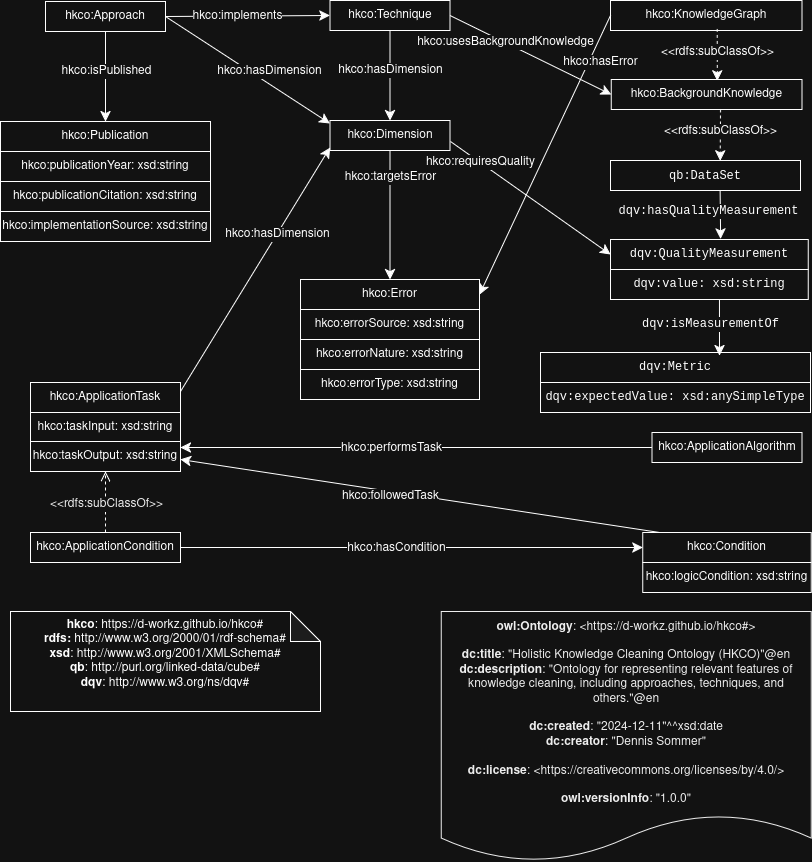 hkco:Approach
hkco:implements
hkco:Technique
hkco:KnowledgeGraph
hkco:usesBackgroundKnowledge
<<rdfs:subClassOf>>
hkco:hasError
hkco:isPublished
hkco:hasDimension
hkco:hasDimension
hkco:BackgroundKnowledge
hkco:Publication
hkco:publicationYear: xsd:string
hkco:publicationCitation: xsd:string
hkco:implementationSource: xsd:string
hkco:Dimension
<<rdfs:subClassOf>>
hkco:requiresQuality
hkco:targetsError
qb:DataSet
dqv:hasQualityMeasurement
hkco:hasDimension
dqv:QualityMeasurement
dqv:value: xsd:string
hkco:Error
hkco:errorSource: xsd:string
hkco:errorNature: xsd:string
hkco:errorType: xsd:string
dqv:isMeasurementOf
dqv:Metric
dqv:expectedValue: xsd:anySimpleType
hkco:ApplicationTask
hkco:taskInput: xsd:string
hkco:taskOutput: xsd:string
hkco:performsTask
hkco:ApplicationAlgorithm
hkco:followedTask
<<rdfs:subClassOf>>
hkco:ApplicationCondition
hkco:hasCondition
hkco:Condition
hkco:logicCondition: xsd:string
hkco: https://d-workz.github.io/hkco#
rdfs: http://www.w3.org/2000/01/rdf-schema#
xsd: http://www.w3.org/2001/XMLSchema#
qb: http://purl.org/linked-data/cube#
dqv: http://www.w3.org/ns/dqv#
owl:Ontology: <https://d-workz.github.io/hkco#>
dc:title: "Holistic Knowledge Cleaning Ontology (HKCO)"@en
dc:description: "Ontology for representing relevant features of
knowledge cleaning, including approaches, techniques, and
others."@en
dc:created: "2024-12-11"^^xsd:date
dc:creator: "Dennis Sommer"
dc:license: <https://creativecommons.org/licenses/by/4.0/>
owl:versionInfo: "1.0.0"